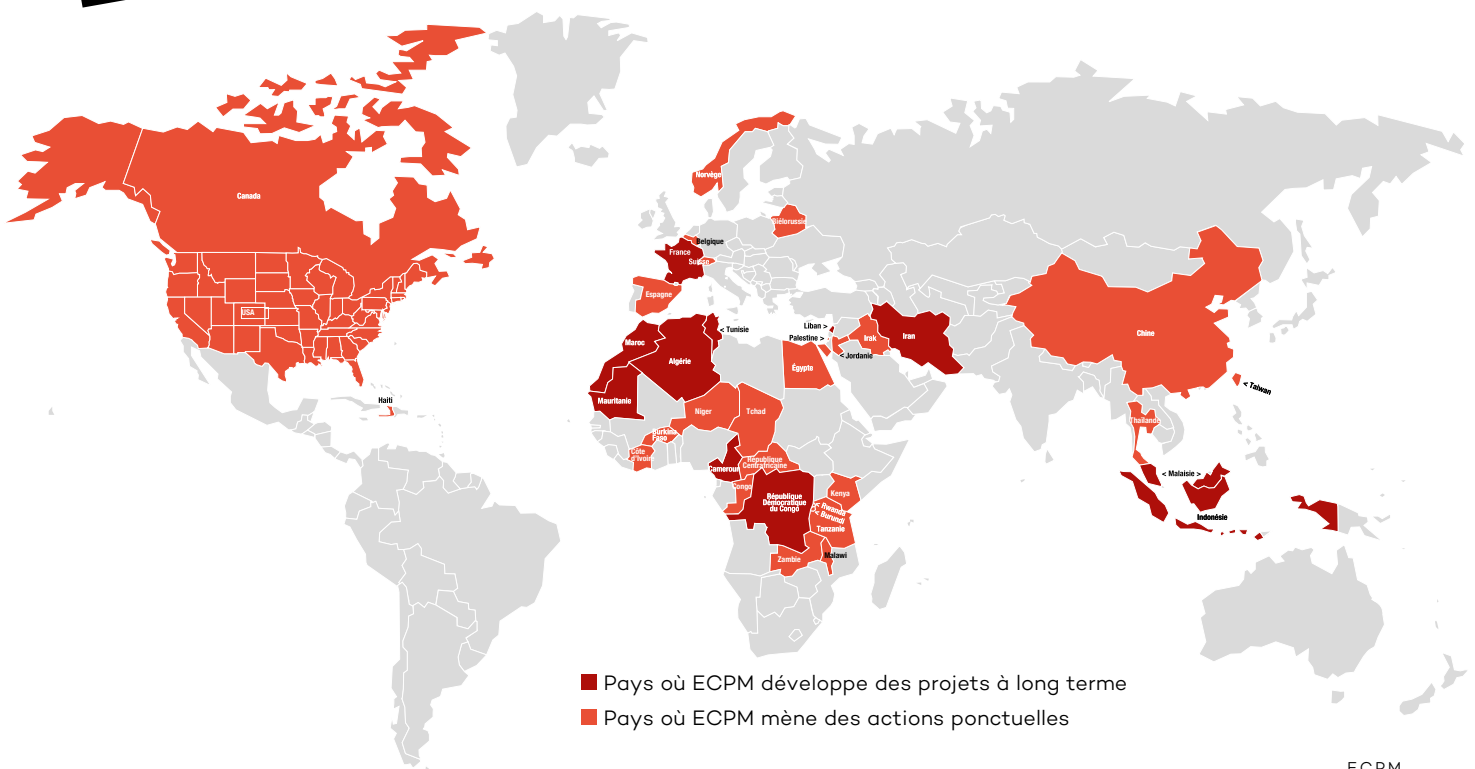 Canada
USA
Haïti
Norvège
Biélorussie
Belgique
France
Suisse
Espagne
Maroc
Algérie
< Tunisie
Liban >
Palestine >
< Jordanie
Irak
Iran
Égypte
Mauritanie
Niger
Tchad
Burkina
Faso
Côte
d'Ivoire
Cameroun
République
Centrafricaine
Congo
République
Démocratique
du Congo
Kenya
< Rwanda
< Burundi
Tanzanie
Zambie
Malawi
Chine
< Taiwan
Thaïlande
< Malaisie >
Indonésie
Pays où ECPM développe des projets à long terme
Pays où ECPM mène des actions ponctuelles
ECPM